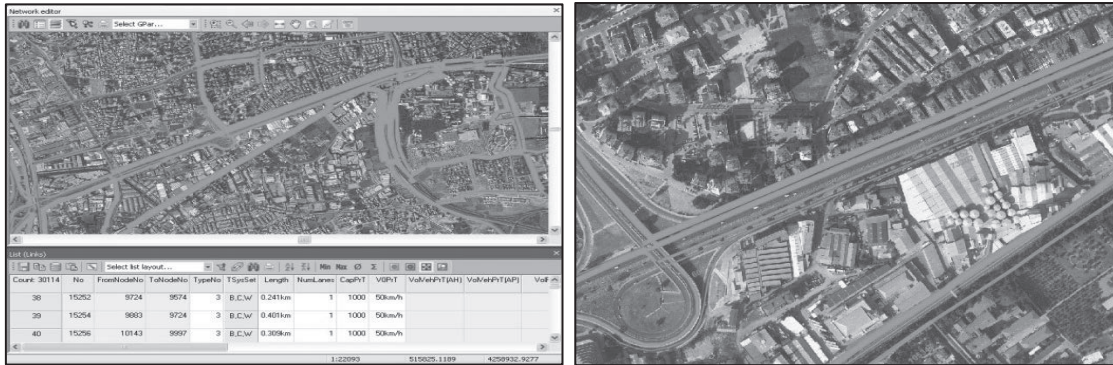 Network editor
Select GPar...
List (Links)
Select list layout... Min Max Ø Σ
Count: 30114 No FromNodeNo ToNodeNo TypeNo TSysSet Length NumLanes CapPrT V0PrT VolVehPrT(AH) VolVehPrT(AP)
38 15252 9724 9574 3 B,C,W 0.241km 1 1000 50km/h
39 15254 9883 9724 3 B,C,W 0.401km 1 1000 50km/h
40 15256 10143 9997 3 B,C,W 0.309km 1 1000 50km/h
1:22093 515825.1189 4258932.9277